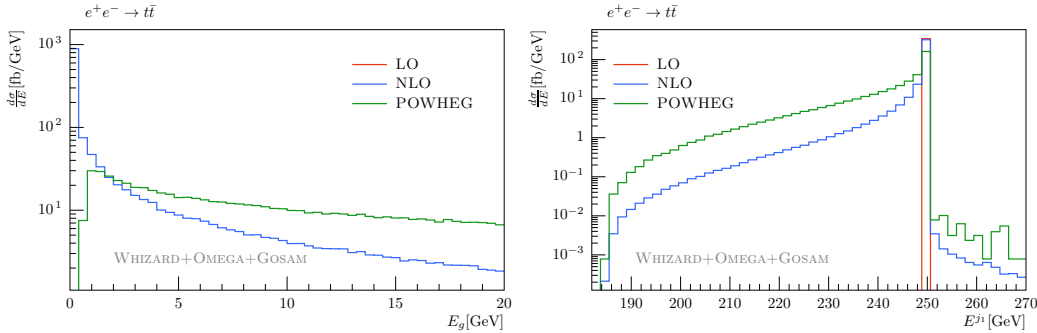 e⁺e⁻ → tt̄
dσ/dE [fb/GeV]
10³
10²
10¹
LO
NLO
POWHEG
WHIZARD+OMEGA+GOSAM
0 5 10 15 20
E_g[GeV]
e⁺e⁻ → tt̄
dσ/dE [fb/GeV]
10²
10¹
1
10⁻¹
10⁻²
10⁻³
LO
NLO
POWHEG
WHIZARD+OMEGA+GOSAM
190 200 210 220 230 240 250 260 270
E^{j₁}[GeV]